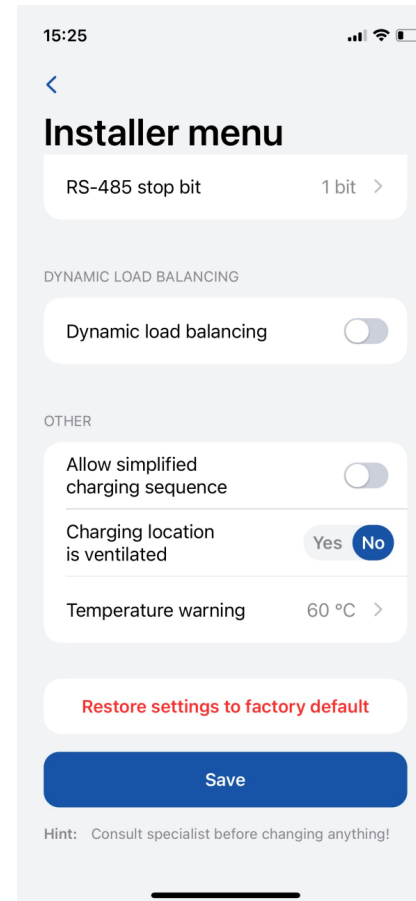 15:25
Installer menu
RS-485 stop bit 1 bit
DYNAMIC LOAD BALANCING
Dynamic load balancing
OTHER
Allow simplified
charging sequence
Charging location
is ventilated
Yes No
Temperature warning 60 °C
Restore settings to factory default
Save
Hint: Consult specialist before changing anything!